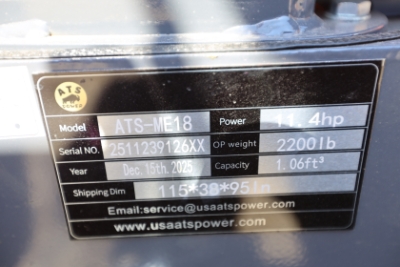 ATS
POWER
Model ATS-ME18 Power 11.4hp
Serial NO. 2511239126XX OP weight 2200lb
Year Dec.15th.2025 Capacity 1.06ft³
Shipping Dim 115*38*95in
Email:service@usaatspower.com
www.usaatspower.com